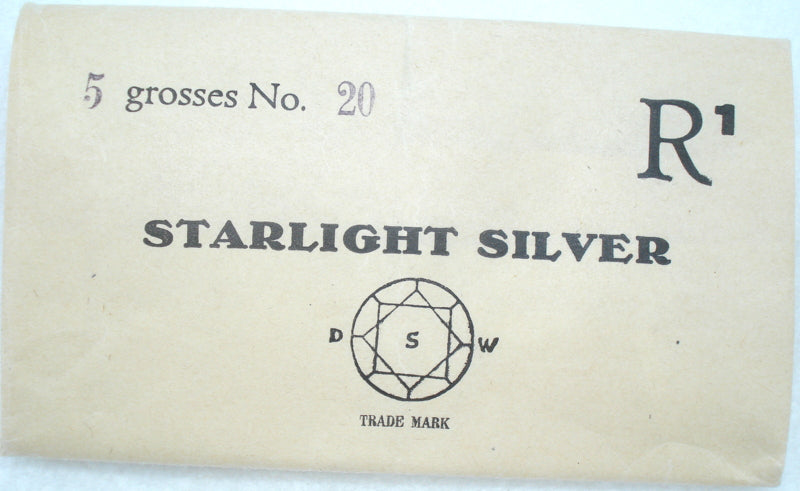 5 grosses No. 20
R¹
STARLIGHT SILVER
D S W
TRADE MARK